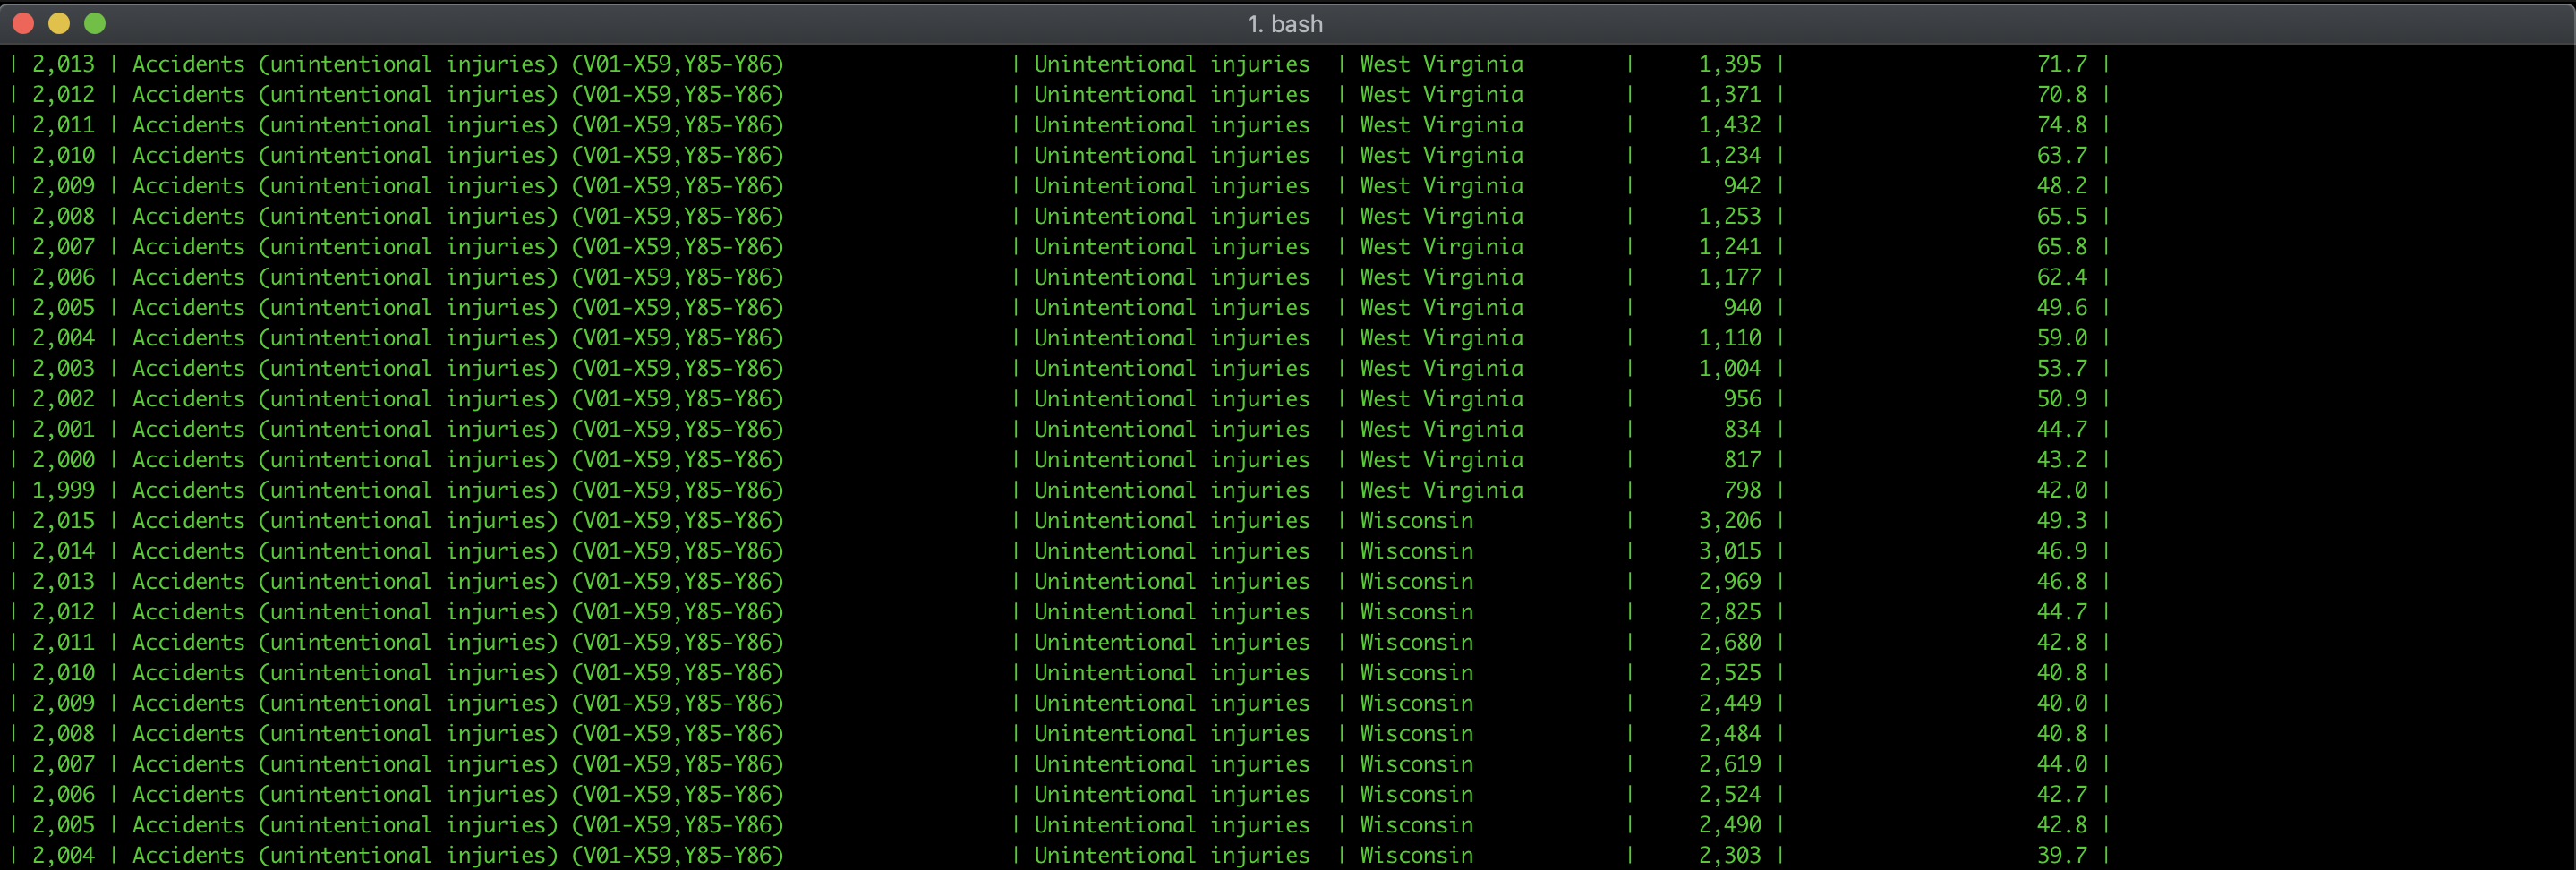 1. bash
| 2,013 | Accidents (unintentional injuries) (V01-X59,Y85-Y86) | Unintentional injuries | West Virginia | 1,395 | 71.7 |
| 2,012 | Accidents (unintentional injuries) (V01-X59,Y85-Y86) | Unintentional injuries | West Virginia | 1,371 | 70.8 |
| 2,011 | Accidents (unintentional injuries) (V01-X59,Y85-Y86) | Unintentional injuries | West Virginia | 1,432 | 74.8 |
| 2,010 | Accidents (unintentional injuries) (V01-X59,Y85-Y86) | Unintentional injuries | West Virginia | 1,234 | 63.7 |
| 2,009 | Accidents (unintentional injuries) (V01-X59,Y85-Y86) | Unintentional injuries | West Virginia | 942 | 48.2 |
| 2,008 | Accidents (unintentional injuries) (V01-X59,Y85-Y86) | Unintentional injuries | West Virginia | 1,253 | 65.5 |
| 2,007 | Accidents (unintentional injuries) (V01-X59,Y85-Y86) | Unintentional injuries | West Virginia | 1,241 | 65.8 |
| 2,006 | Accidents (unintentional injuries) (V01-X59,Y85-Y86) | Unintentional injuries | West Virginia | 1,177 | 62.4 |
| 2,005 | Accidents (unintentional injuries) (V01-X59,Y85-Y86) | Unintentional injuries | West Virginia | 940 | 49.6 |
| 2,004 | Accidents (unintentional injuries) (V01-X59,Y85-Y86) | Unintentional injuries | West Virginia | 1,110 | 59.0 |
| 2,003 | Accidents (unintentional injuries) (V01-X59,Y85-Y86) | Unintentional injuries | West Virginia | 1,004 | 53.7 |
| 2,002 | Accidents (unintentional injuries) (V01-X59,Y85-Y86) | Unintentional injuries | West Virginia | 956 | 50.9 |
| 2,001 | Accidents (unintentional injuries) (V01-X59,Y85-Y86) | Unintentional injuries | West Virginia | 834 | 44.7 |
| 2,000 | Accidents (unintentional injuries) (V01-X59,Y85-Y86) | Unintentional injuries | West Virginia | 817 | 43.2 |
| 1,999 | Accidents (unintentional injuries) (V01-X59,Y85-Y86) | Unintentional injuries | West Virginia | 798 | 42.0 |
| 2,015 | Accidents (unintentional injuries) (V01-X59,Y85-Y86) | Unintentional injuries | Wisconsin | 3,206 | 49.3 |
| 2,014 | Accidents (unintentional injuries) (V01-X59,Y85-Y86) | Unintentional injuries | Wisconsin | 3,015 | 46.9 |
| 2,013 | Accidents (unintentional injuries) (V01-X59,Y85-Y86) | Unintentional injuries | Wisconsin | 2,969 | 46.8 |
| 2,012 | Accidents (unintentional injuries) (V01-X59,Y85-Y86) | Unintentional injuries | Wisconsin | 2,825 | 44.7 |
| 2,011 | Accidents (unintentional injuries) (V01-X59,Y85-Y86) | Unintentional injuries | Wisconsin | 2,680 | 42.8 |
| 2,010 | Accidents (unintentional injuries) (V01-X59,Y85-Y86) | Unintentional injuries | Wisconsin | 2,525 | 40.8 |
| 2,009 | Accidents (unintentional injuries) (V01-X59,Y85-Y86) | Unintentional injuries | Wisconsin | 2,449 | 40.0 |
| 2,008 | Accidents (unintentional injuries) (V01-X59,Y85-Y86) | Unintentional injuries | Wisconsin | 2,484 | 40.8 |
| 2,007 | Accidents (unintentional injuries) (V01-X59,Y85-Y86) | Unintentional injuries | Wisconsin | 2,619 | 44.0 |
| 2,006 | Accidents (unintentional injuries) (V01-X59,Y85-Y86) | Unintentional injuries | Wisconsin | 2,524 | 42.7 |
| 2,005 | Accidents (unintentional injuries) (V01-X59,Y85-Y86) | Unintentional injuries | Wisconsin | 2,490 | 42.8 |
| 2,004 | Accidents (unintentional injuries) (V01-X59,Y85-Y86) | Unintentional injuries | Wisconsin | 2,303 | 39.7 |